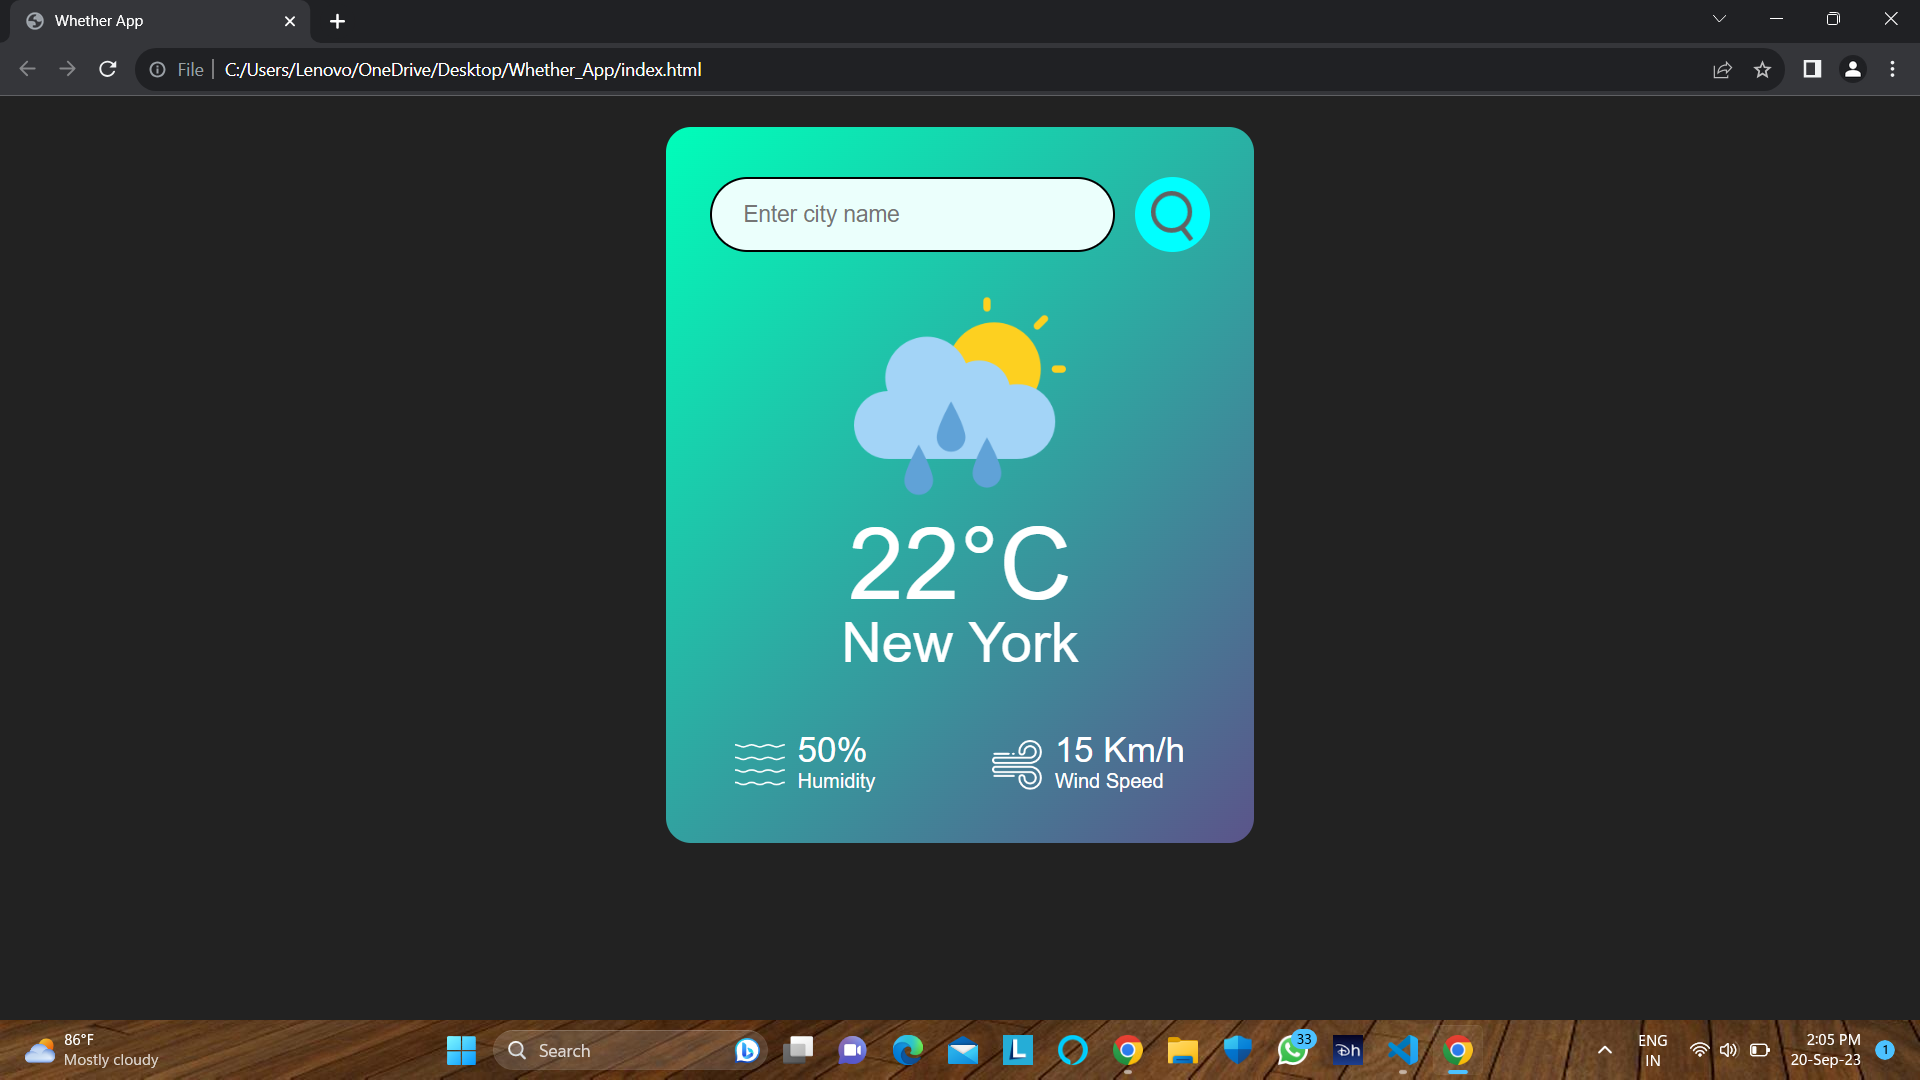 Whether App
File
C:/Users/Lenovo/OneDrive/Desktop/Whether_App/index.html
Enter city name
22°C
New York
50%
Humidity
15 Km/h
Wind Speed
86°F
Mostly cloudy
Search
L
33
Dh
ENG
IN
2:05 PM
20-Sep-23
1